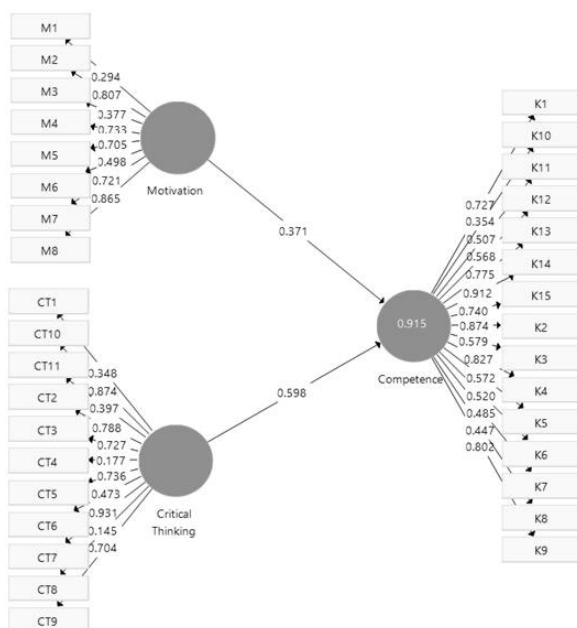 M1
M2
M3
M4
M5
M6
M7
M8
0.294
0.807
0.377
0.733
0.705
0.498
0.721
0.865
Motivation
0.371
CT1
CT10
CT11
CT2
CT3
CT4
CT5
CT6
CT7
CT8
CT9
0.348
0.874
0.397
0.788
0.727
0.177
0.736
0.473
0.931
0.145
0.704
Critical
Thinking
0.598
0.915
Competence
0.727
0.354
0.507
0.568
0.775
0.912
0.740
0.874
0.579
0.827
0.572
0.520
0.485
0.447
0.802
K1
K10
K11
K12
K13
K14
K15
K2
K3
K4
K5
K6
K7
K8
K9